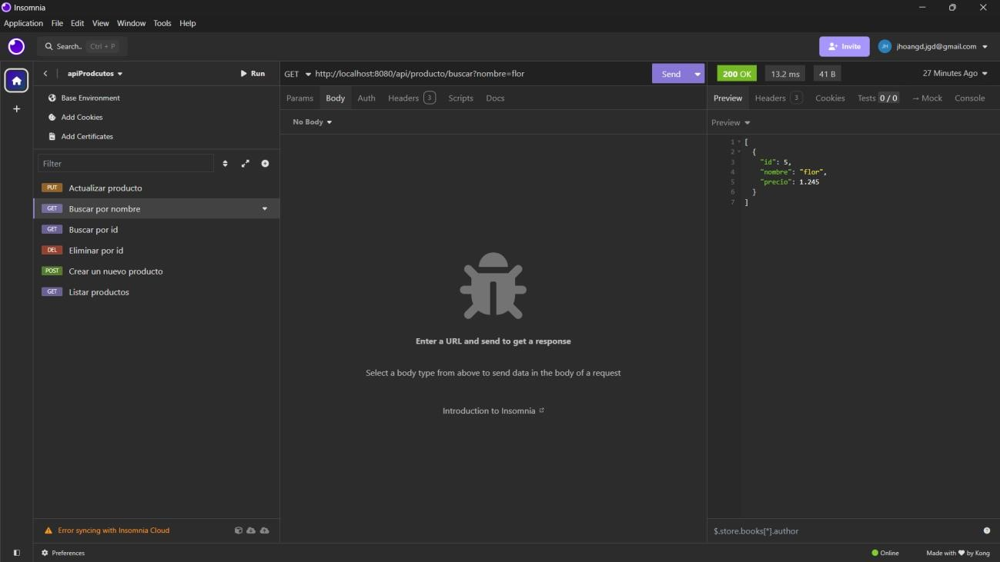 Insomnia
Application File Edit View Window Tools Help
Search.. Ctrl + P
Invite
JH jhoangd.jgd@gmail.com
apiProdcutos
Run
GET http://localhost:8080/api/producto/buscar?nombre=flor
Send
200 OK 13.2 ms 41 B
27 Minutes Ago
Base Environment
Add Cookies
Add Certificates
Params Body Auth Headers 3 Scripts Docs
Preview Headers 3 Cookies Tests 0 / 0 → Mock Console
No Body
Preview
Filter
PUT Actualizar producto
GET Buscar por nombre
GET Buscar por id
DEL Eliminar por id
POST Crear un nuevo producto
GET Listar productos
Enter a URL and send to get a response
Select a body type from above to send data in the body of a request
Introduction to Insomnia
1 [
2 {
3 "id": 5,
4 "nombre": "flor",
5 "precio": 1.245
6 }
7 ]
Error syncing with Insomnia Cloud
$.store.books[*].author
Preferences
Online
Made with ♥ by Kong